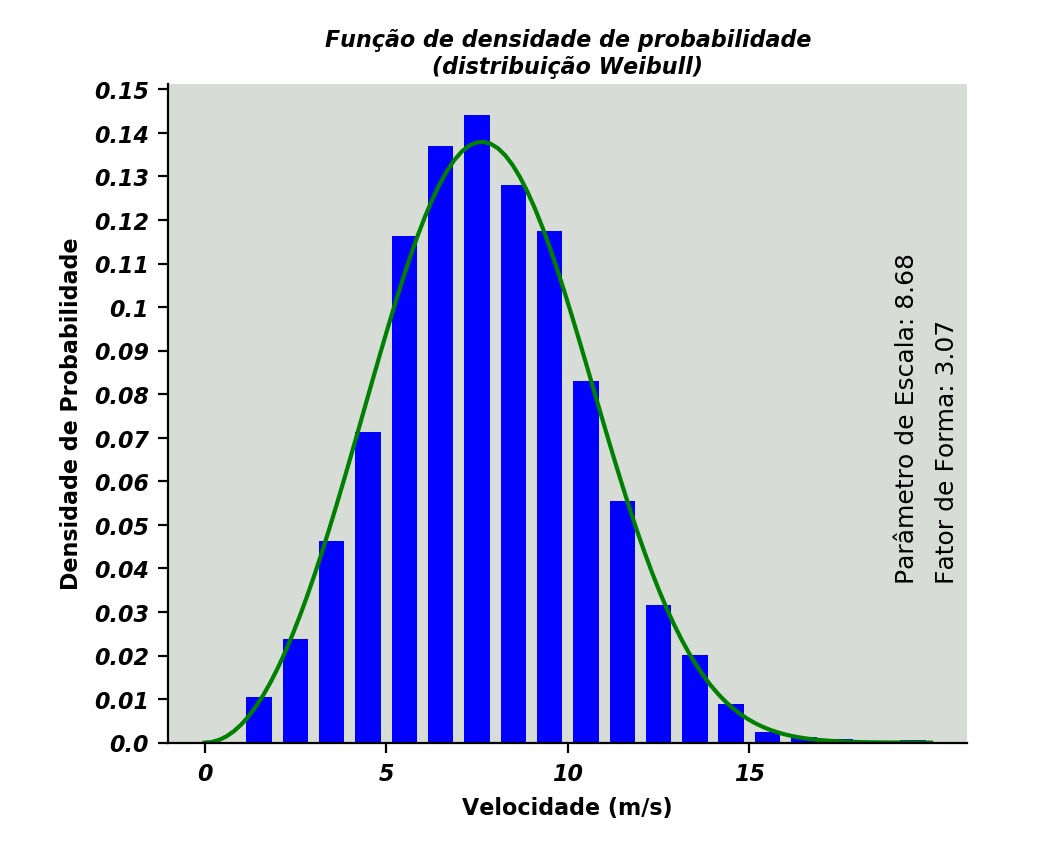 Função de densidade de probabilidade
(distribuição Weibull)
0.15
0.14
0.13
0.12
0.11
0.1
0.09
0.08
0.07
0.06
0.05
0.04
0.03
0.02
0.01
0.0
Densidade de Probabilidade
Parâmetro de Escala: 8.68
Fator de Forma: 3.07
0 5 10 15
Velocidade (m/s)